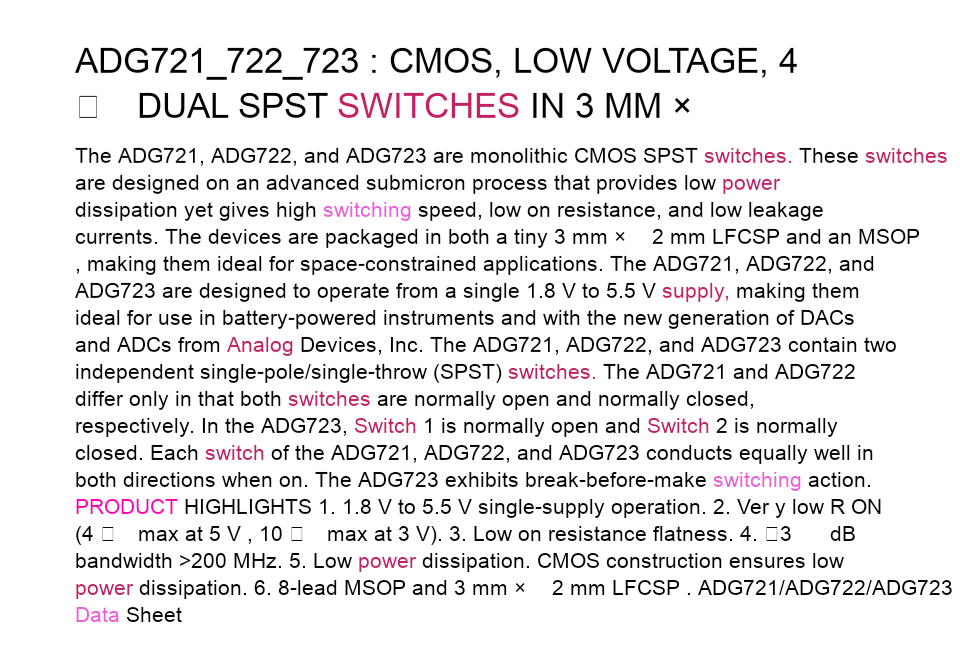 ADG721_722_723 : CMOS, LOW VOLTAGE, 4
□ DUAL SPST SWITCHES IN 3 MM ×
The ADG721, ADG722, and ADG723 are monolithic CMOS SPST switches. These switches
are designed on an advanced submicron process that provides low power
dissipation yet gives high switching speed, low on resistance, and low leakage
currents. The devices are packaged in both a tiny 3 mm × 2 mm LFCSP and an MSOP
, making them ideal for space-constrained applications. The ADG721, ADG722, and
ADG723 are designed to operate from a single 1.8 V to 5.5 V supply, making them
ideal for use in battery-powered instruments and with the new generation of DACs
and ADCs from Analog Devices, Inc. The ADG721, ADG722, and ADG723 contain two
independent single-pole/single-throw (SPST) switches. The ADG721 and ADG722
differ only in that both switches are normally open and normally closed,
respectively. In the ADG723, Switch 1 is normally open and Switch 2 is normally
closed. Each switch of the ADG721, ADG722, and ADG723 conducts equally well in
both directions when on. The ADG723 exhibits break-before-make switching action.
PRODUCT HIGHLIGHTS 1. 1.8 V to 5.5 V single-supply operation. 2. Ver y low R ON
(4 □ max at 5 V , 10 □ max at 3 V). 3. Low on resistance flatness. 4. □3 dB
bandwidth >200 MHz. 5. Low power dissipation. CMOS construction ensures low
power dissipation. 6. 8-lead MSOP and 3 mm × 2 mm LFCSP . ADG721/ADG722/ADG723
Data Sheet